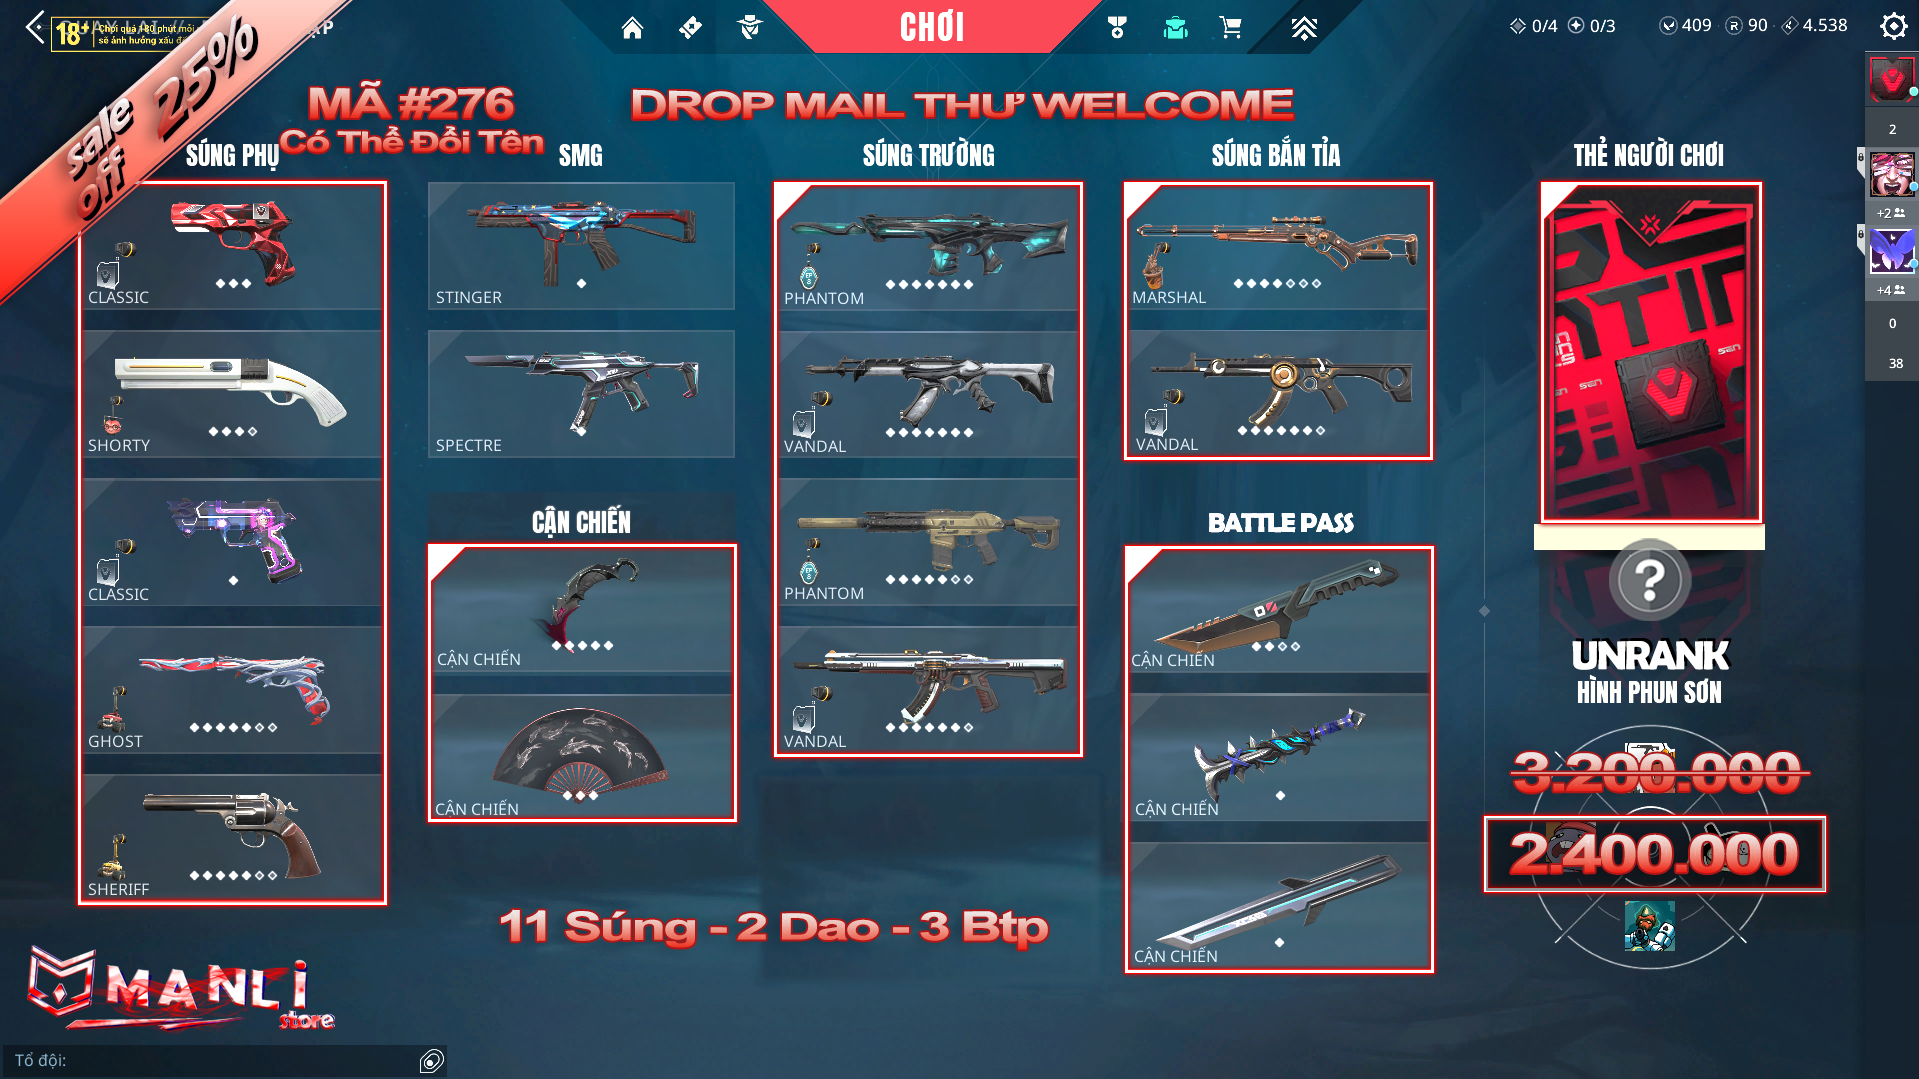 18+
Chơi quá 180 phút mỗi
sẽ ảnh hưởng xấu
CHƠI
0/4
0/3
409
90
4.538
sale off 25%
MÃ #276
Có Thể Đổi Tên
DROP MAIL THƯ WELCOME
SÚNG PHỤ
SMG
SÚNG TRƯỜNG
SÚNG BẮN TỈA
THẺ NGƯỜI CHƠI
CLASSIC
SHORTY
CLASSIC
GHOST
SHERIFF
STINGER
SPECTRE
CẬN CHIẾN
CẬN CHIẾN
CẬN CHIẾN
PHANTOM
VANDAL
PHANTOM
VANDAL
MARSHAL
VANDAL
BATTLE PASS
CẬN CHIẾN
CẬN CHIẾN
CẬN CHIẾN
?
UNRANK
HÌNH PHUN SƠN
3.200.000
2.400.000
2
+2
+4
0
38
11 Súng - 2 Dao - 3 Btp
MANLI
store
Tổ đội: